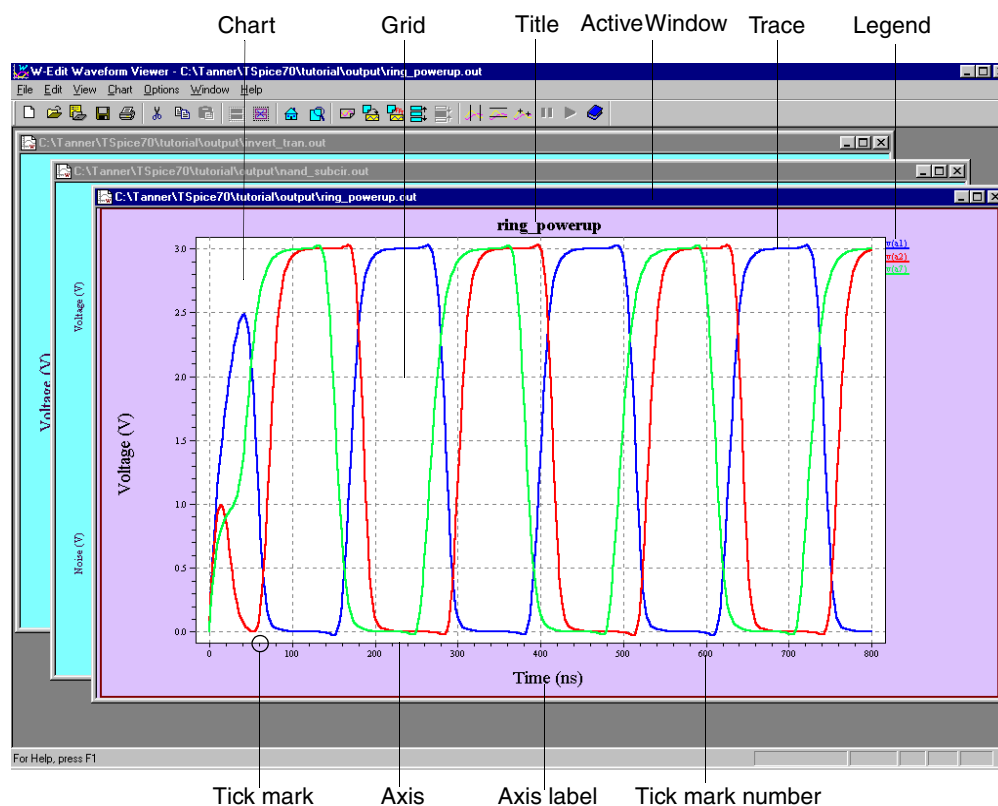 Chart Grid Title ActiveWindow Trace Legend
W-Edit Waveform Viewer - C:\Tanner\TSpice70\tutorial\output\ring_powerup.out
File Edit View Chart Options Window Help
C:\Tanner\TSpice70\tutorial\output\invert_tran.out
C:\Tanner\TSpice70\tutorial\output\nand_subcir.out
C:\Tanner\TSpice70\tutorial\output\ring_powerup.out
ring_powerup
v(a1)
v(a2)
v(a7)
3.0
2.5
2.0
1.5
1.0
0.5
0.0
Voltage (V)
Voltage (V)
Voltage (V)
Noise (V)
0 100 200 300 400 500 600 700 800
Time (ns)
For Help, press F1
Tick mark Axis Axis label Tick mark number